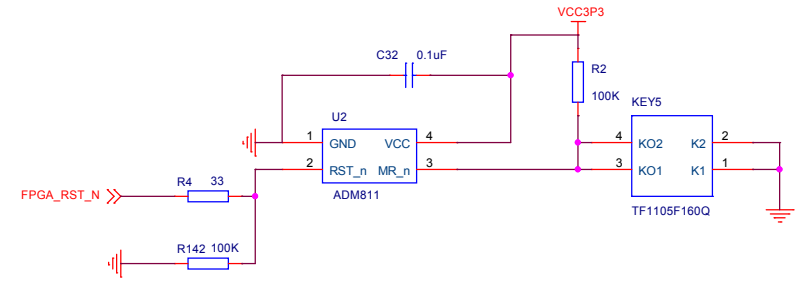 VCC3P3
C32 0.1uF
R2
100K
KEY5
U2
1 GND VCC 4
4 KO2 K2 2
2 RST_n MR_n 3
3 KO1 K1 1
R4 33
ADM811
TF1105F160Q
FPGA_RST_N
R142 100K